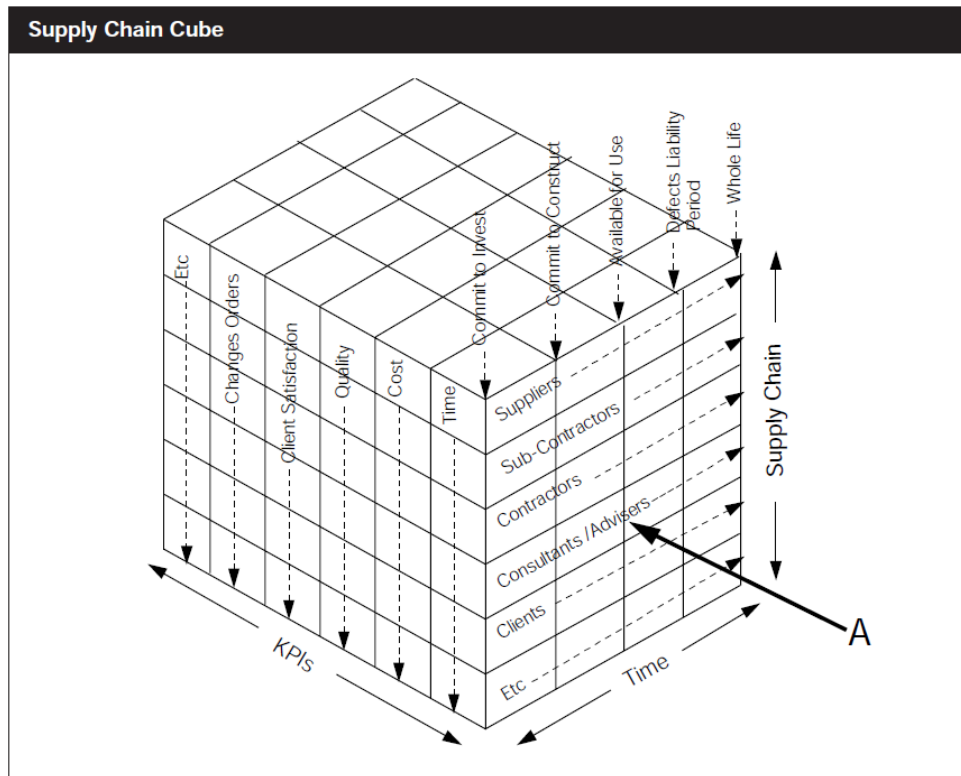 Supply Chain Cube
Commit to Invest
Commit to Construct
Available for Use
Defects Liability
Period
Whole Life
Etc
Changes Orders
Client Satisfaction
Quality
Cost
Time
Suppliers
Sub-Contractors
Contractors
Consultants /Advisers
Clients
Etc
Supply Chain
A
KPIs
Time